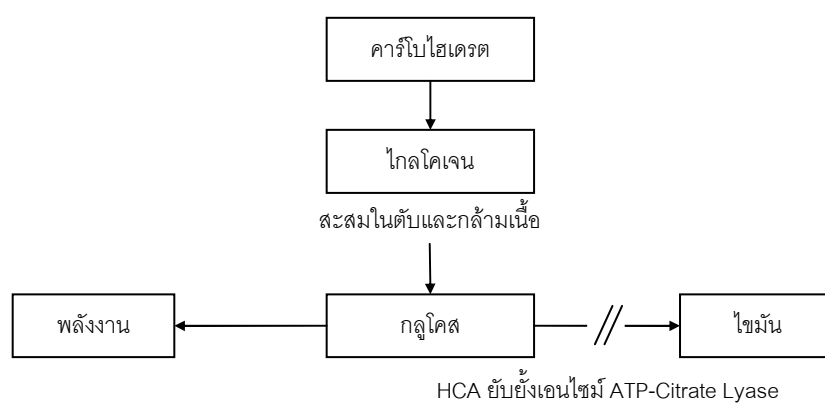 คาร์โบไฮเดรต
ไกลโคเจน
สะสมในตับและกล้ามเนื้อ
พลังงาน
กลูโคส
ไขมัน
HCA ยับยั้งเอนไซม์ ATP-Citrate Lyase